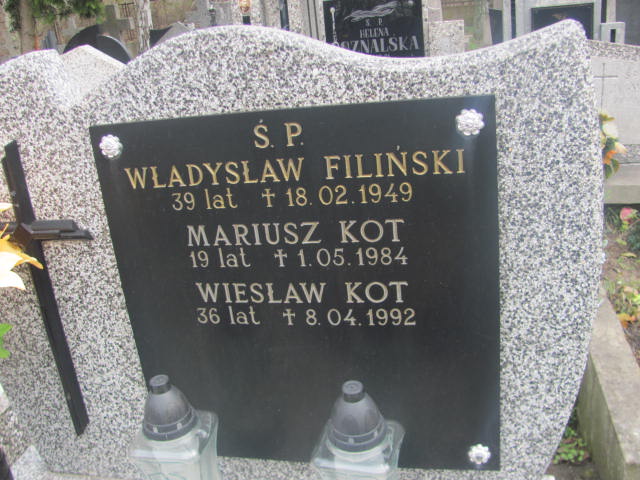 Ś. P.
HELENA
Ś. P.
WŁADYSŁAW FILIŃSKI
39 lat † 18.02.1949
MARIUSZ KOT
19 lat † 1.05.1984
WIESŁAW KOT
36 lat † 8.04.1992